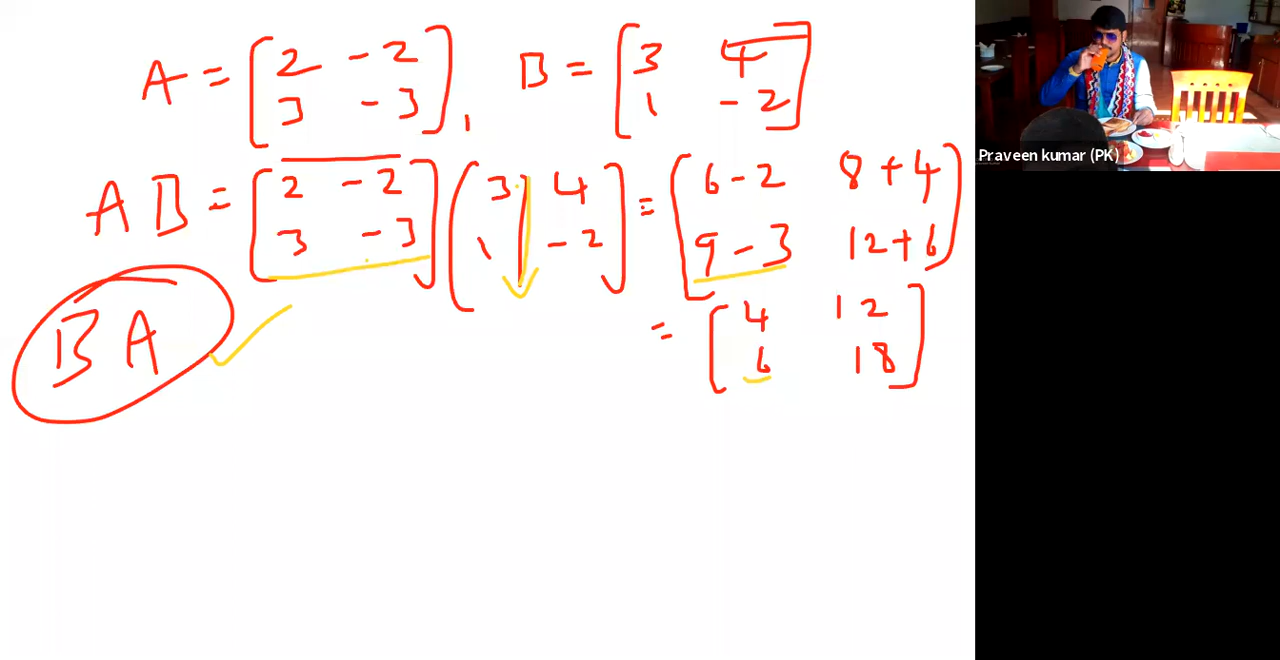 A = [2 -2], B = [3 4]
[3 -3] [1 -2]
AB = [2 -2] [3 4] = [6-2 8+4]
[3 -3] [1 -2] [9-3 12+6]
= [4 12]
[6 18]
BA
Praveen kumar (PK)